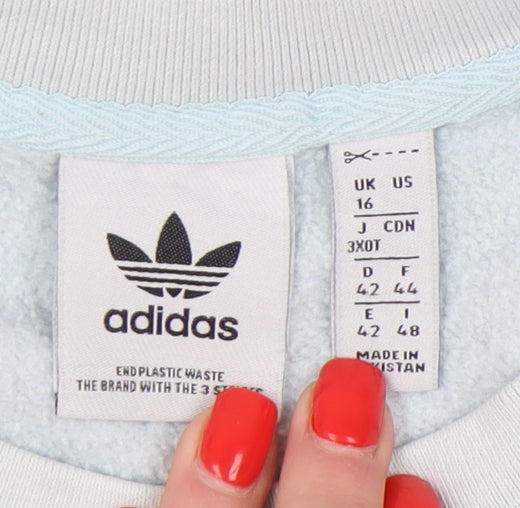 adidas
END PLASTIC WASTE
THE BRAND WITH THE 3
UK US
16
J CDN
3XOT
D F
42 44
E I
42 48
MADE IN